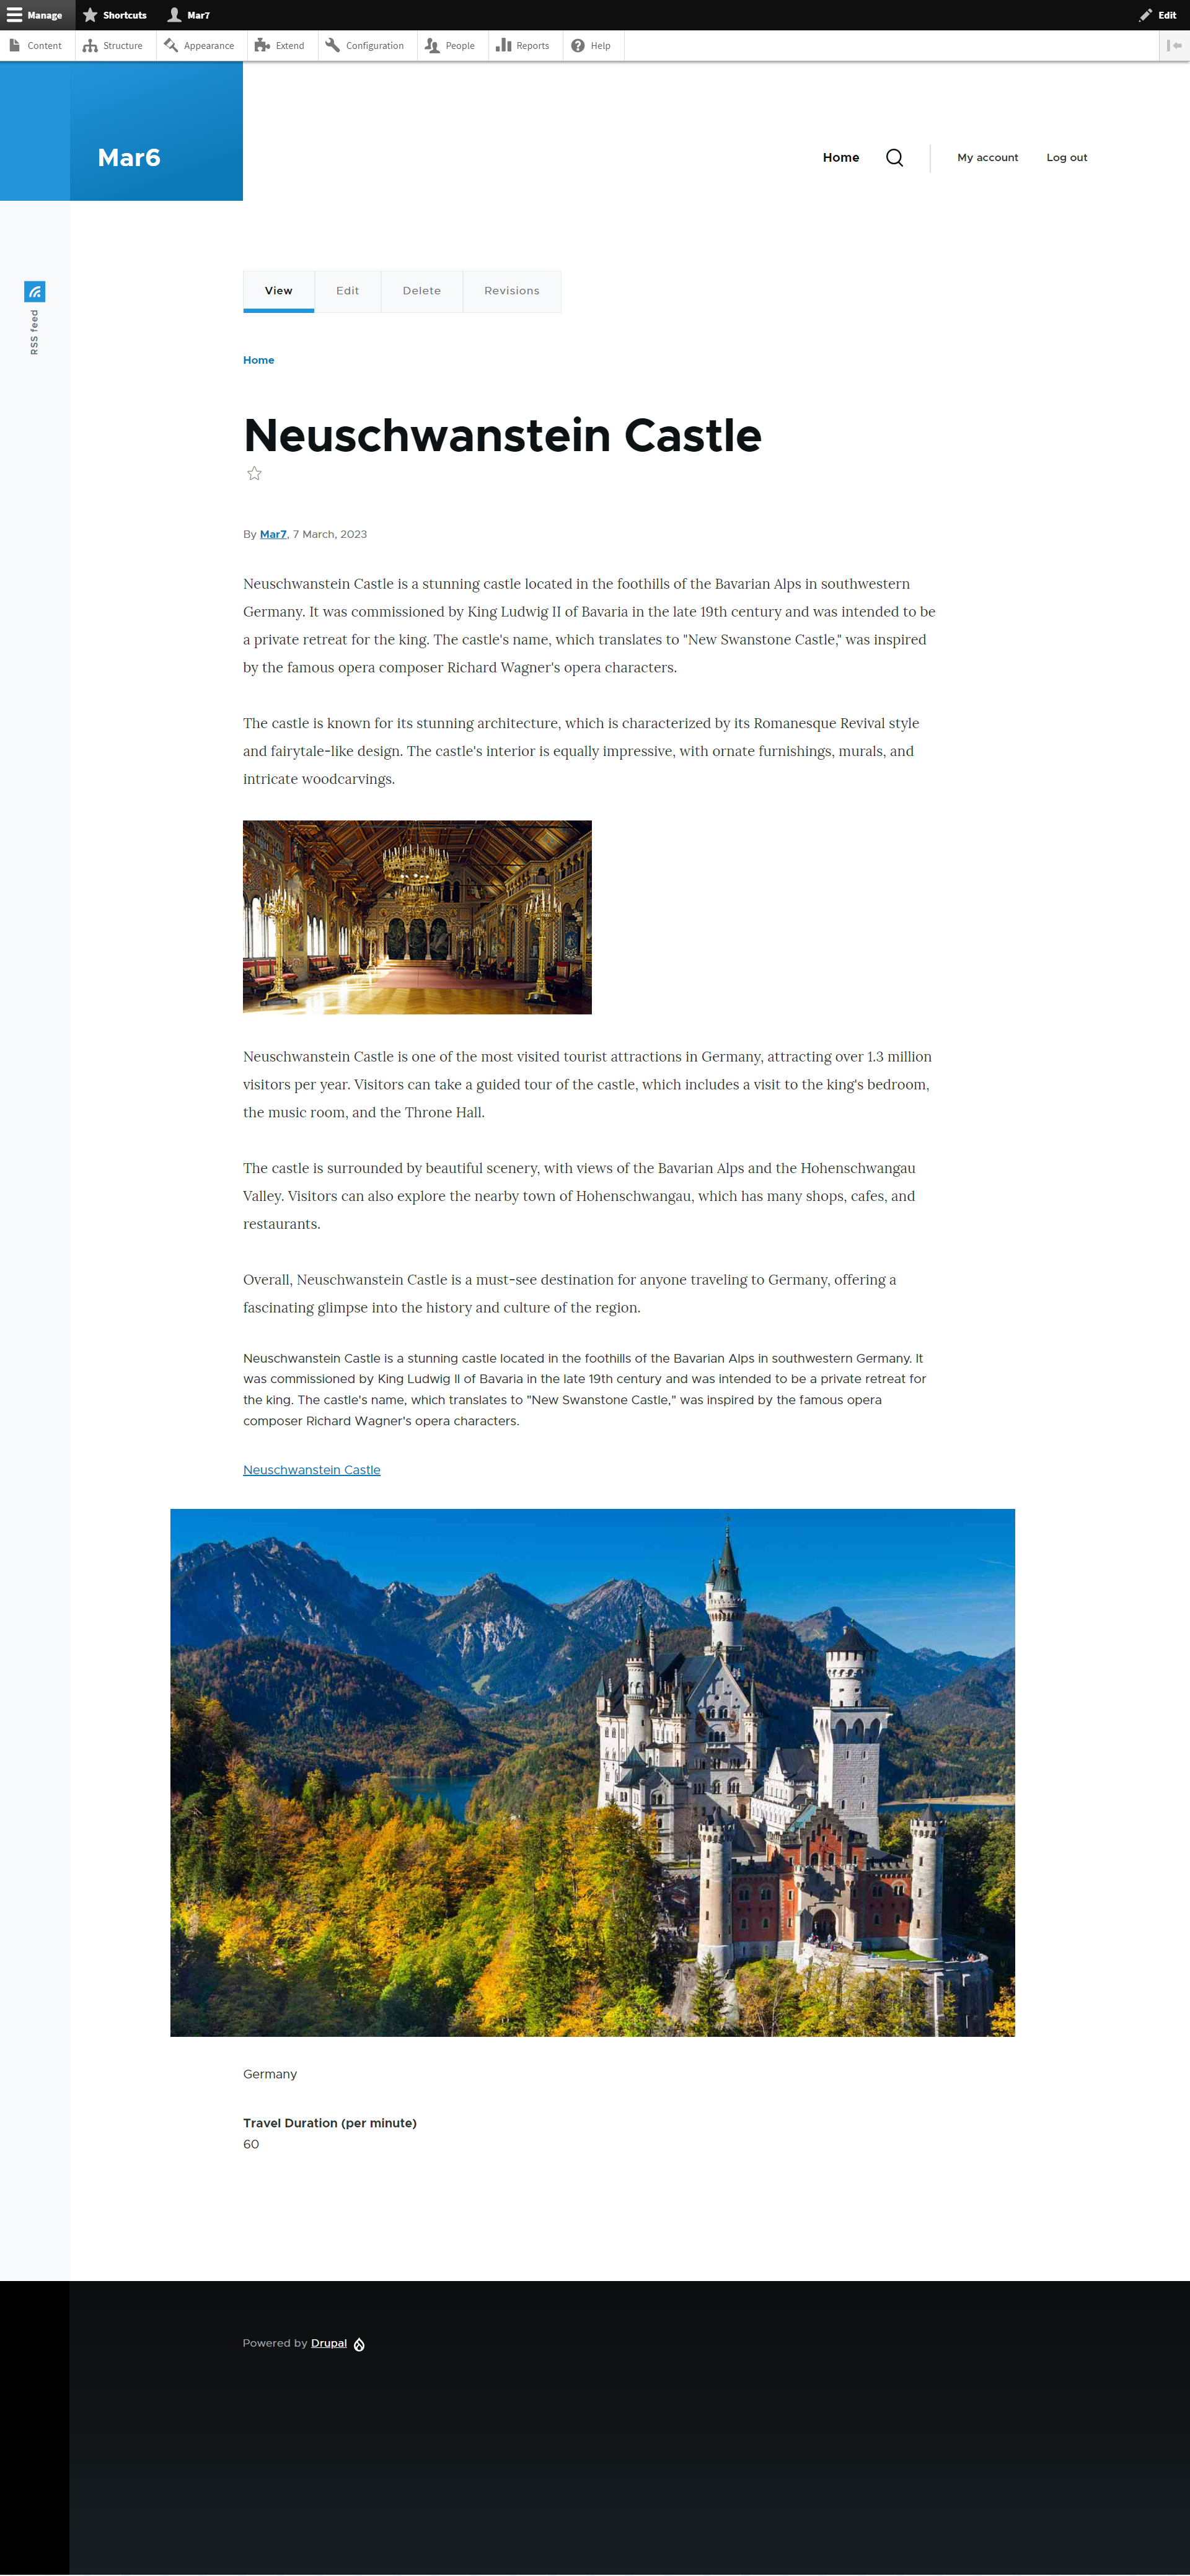 Manage Shortcuts Mar7 Edit
Content Structure Appearance Extend Configuration People Reports Help
Mar6
Home My account Log out
RSS feed
View Edit Delete Revisions
Home
Neuschwanstein Castle
By Mar7, 7 March, 2023
Neuschwanstein Castle is a stunning castle located in the foothills of the Bavarian Alps in southwestern
Germany. It was commissioned by King Ludwig II of Bavaria in the late 19th century and was intended to be
a private retreat for the king. The castle's name, which translates to "New Swanstone Castle," was inspired
by the famous opera composer Richard Wagner's opera characters.
The castle is known for its stunning architecture, which is characterized by its Romanesque Revival style
and fairytale-like design. The castle's interior is equally impressive, with ornate furnishings, murals, and
intricate woodcarvings.
Neuschwanstein Castle is one of the most visited tourist attractions in Germany, attracting over 1.3 million
visitors per year. Visitors can take a guided tour of the castle, which includes a visit to the king's bedroom,
the music room, and the Throne Hall.
The castle is surrounded by beautiful scenery, with views of the Bavarian Alps and the Hohenschwangau
Valley. Visitors can also explore the nearby town of Hohenschwangau, which has many shops, cafes, and
restaurants.
Overall, Neuschwanstein Castle is a must-see destination for anyone traveling to Germany, offering a
fascinating glimpse into the history and culture of the region.
Neuschwanstein Castle is a stunning castle located in the foothills of the Bavarian Alps in southwestern Germany. It
was commissioned by King Ludwig II of Bavaria in the late 19th century and was intended to be a private retreat for
the king. The castle's name, which translates to "New Swanstone Castle," was inspired by the famous opera
composer Richard Wagner's opera characters.
Neuschwanstein Castle
Germany
Travel Duration (per minute)
60
Powered by Drupal